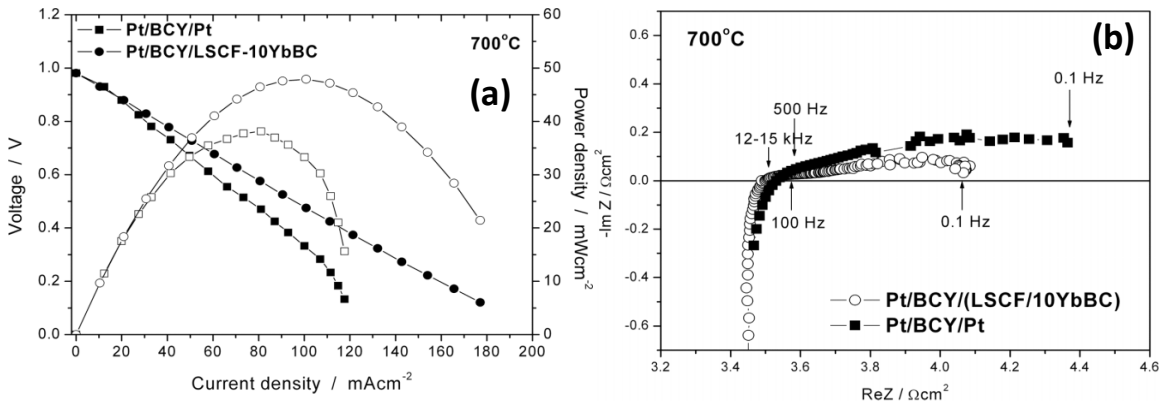 Pt/BCY/Pt
Pt/BCY/LSCF-10YbBC
700°C
(a)
1.2
1.0
0.8
0.6
0.4
0.2
0.0
Voltage / V
60
50
40
30
20
10
0
Power density / mWcm⁻²
0 20 40 60 80 100 120 140 160 180 200
Current density / mAcm⁻²
700°C
(b)
0.6
0.4
0.2
0.0
-0.2
-0.4
-0.6
-Im Z / Ωcm²
500 Hz
12-15 kHz
0.1 Hz
100 Hz
0.1 Hz
Pt/BCY/(LSCF/10YbBC)
Pt/BCY/Pt
3.2 3.4 3.6 3.8 4.0 4.2 4.4 4.6
ReZ / Ωcm²